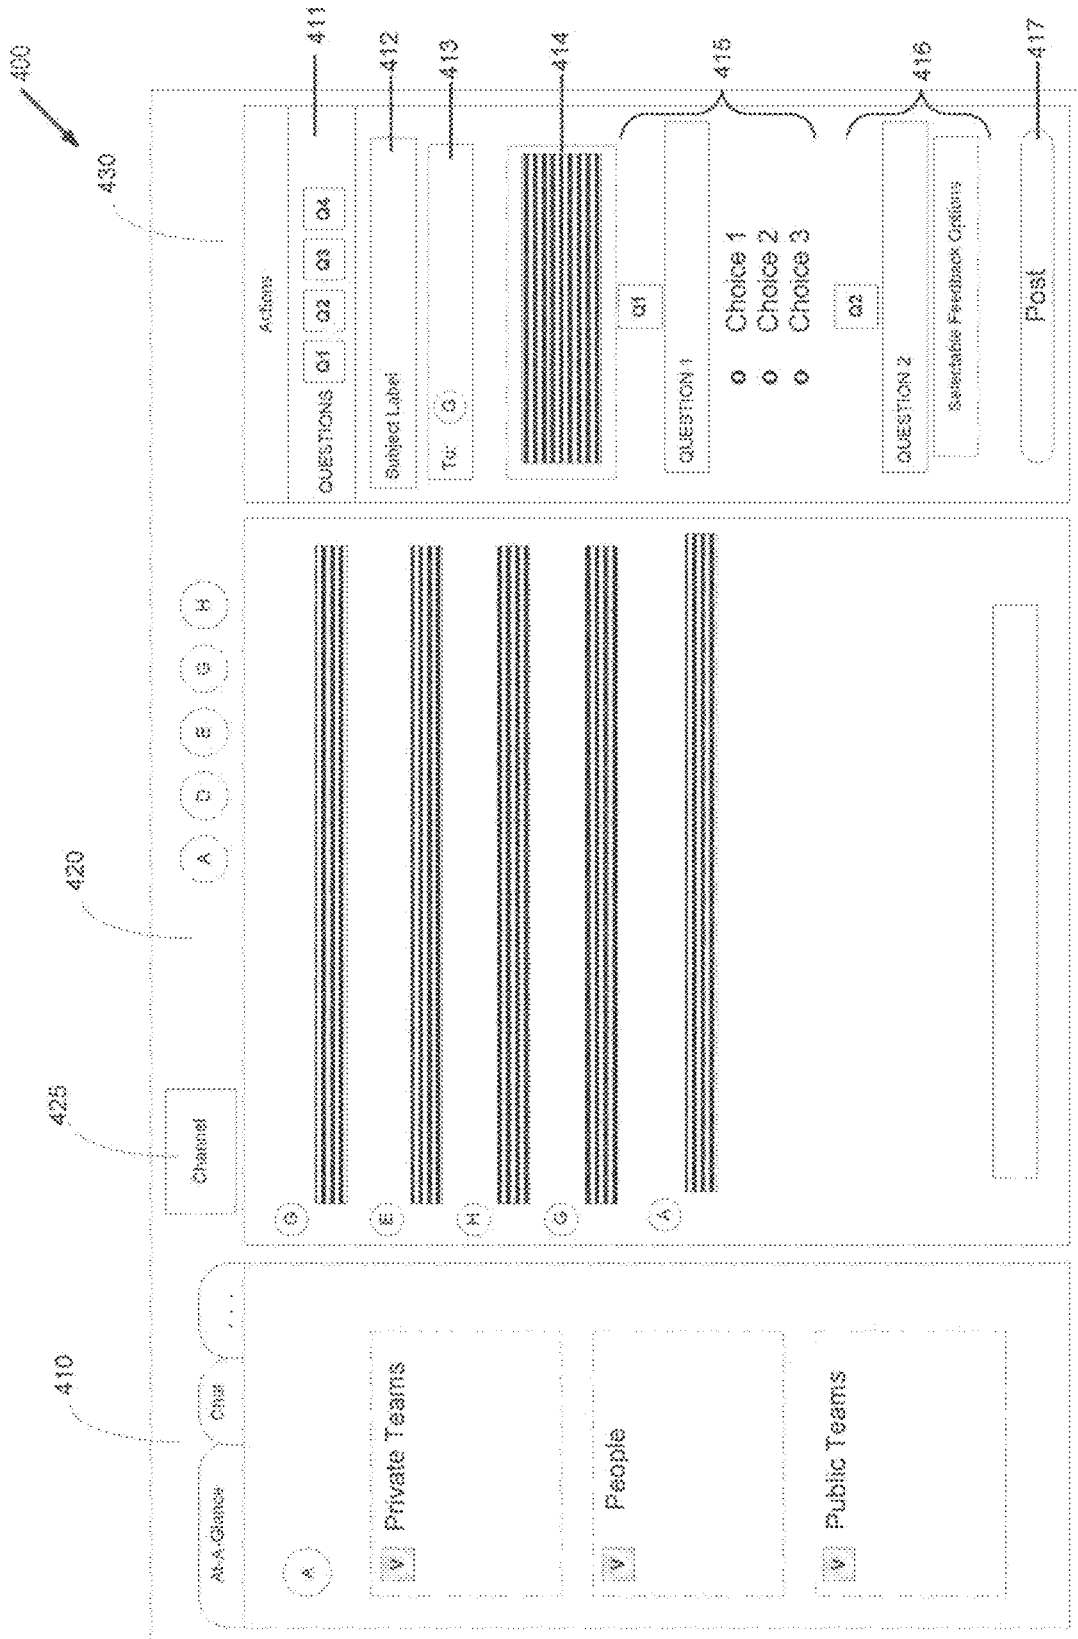 400
410
425
420
430
At-A-Glance
Chat
...
A
V Private Teams
V People
V Public Teams
Channel
A D E G H
G
E
H
G
A
Actions
QUESTIONS Q1 Q2 Q3 Q4
411
Subject Label
412
To: G
413
414
Q1
QUESTION 1
Choice 1
Choice 2
Choice 3
415
Q2
QUESTION 2
Selectable Feedback Options
416
Post
417